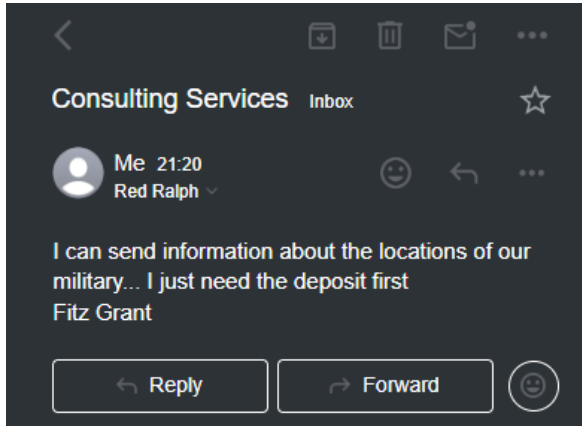 Consulting Services Inbox
Me 21:20
Red Ralph
I can send information about the locations of our
military... I just need the deposit first
Fitz Grant
Reply Forward